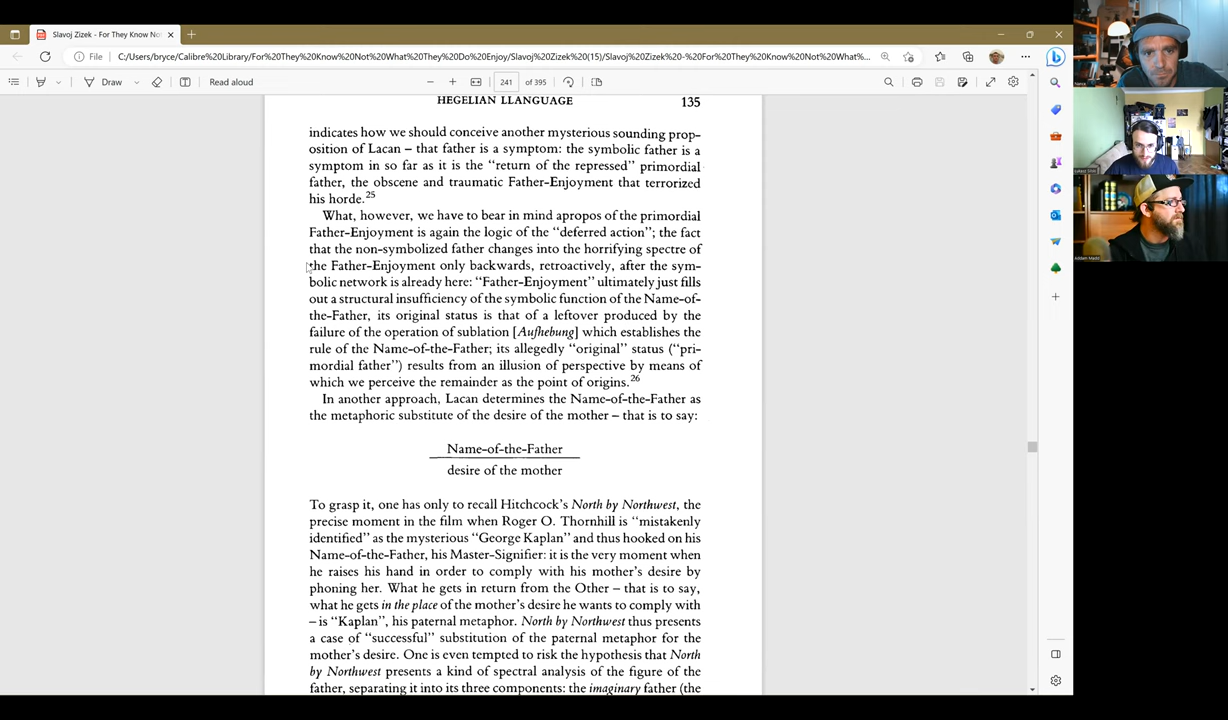 Slavoj Zizek - For They Know No
File
C:/Users/bryce/Calibre%20Library/For%20They%20Know%20Not%20What%20They%20Do%20Enjoy/Slavoj%20Zizek%20(15)/Slavoj%20Zizek%20-%20For%20They%20Know%20Not%20What%...
Draw
Read aloud
241 of 395
HEGELIAN LLANGUAGE 135
indicates how we should conceive another mysterious sounding prop-
osition of Lacan – that father is a symptom: the symbolic father is a
symptom in so far as it is the “return of the repressed” primordial
father, the obscene and traumatic Father-Enjoyment that terrorized
his horde.25
What, however, we have to bear in mind apropos of the primordial
Father-Enjoyment is again the logic of the “deferred action”; the fact
that the non-symbolized father changes into the horrifying spectre of
the Father-Enjoyment only backwards, retroactively, after the sym-
bolic network is already here: “Father-Enjoyment” ultimately just fills
out a structural insufficiency of the symbolic function of the Name-of-
the-Father, its original status is that of a leftover produced by the
failure of the operation of sublation [Aufhebung] which establishes the
rule of the Name-of-the-Father; its allegedly “original” status (“pri-
mordial father”) results from an illusion of perspective by means of
which we perceive the remainder as the point of origins.26
In another approach, Lacan determines the Name-of-the-Father as
the metaphoric substitute of the desire of the mother – that is to say:
Name-of-the-Father
desire of the mother
To grasp it, one has only to recall Hitchcock’s North by Northwest, the
precise moment in the film when Roger O. Thornhill is “mistakenly
identified” as the mysterious “George Kaplan” and thus hooked on his
Name-of-the-Father, his Master-Signifier: it is the very moment when
he raises his hand in order to comply with his mother’s desire by
phoning her. What he gets in return from the Other – that is to say,
what he gets in the place of the mother’s desire he wants to comply with
– is “Kaplan”, his paternal metaphor. North by Northwest thus presents
a case of “successful” substitution of the paternal metaphor for the
mother’s desire. One is even tempted to risk the hypothesis that North
by Northwest presents a kind of spectral analysis of the figure of the
father, separating it into its three components: the imaginary father (the